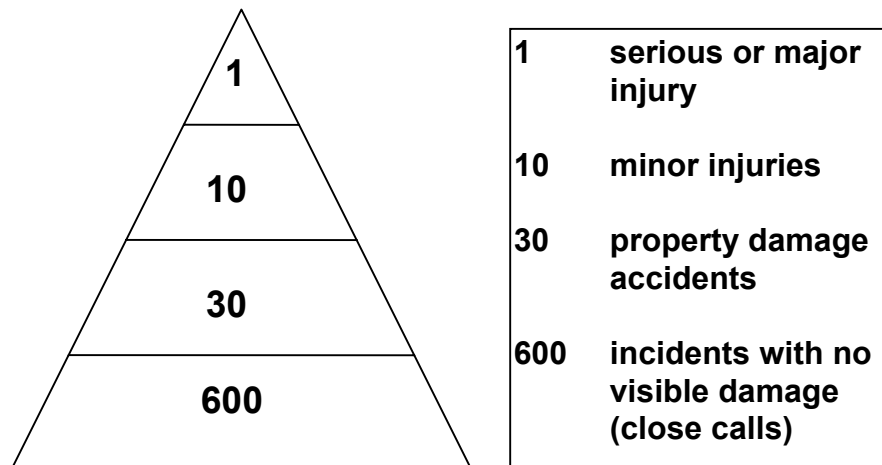 1
10
30
600
1 serious or major
injury
10 minor injuries
30 property damage
accidents
600 incidents with no
visible damage
(close calls)